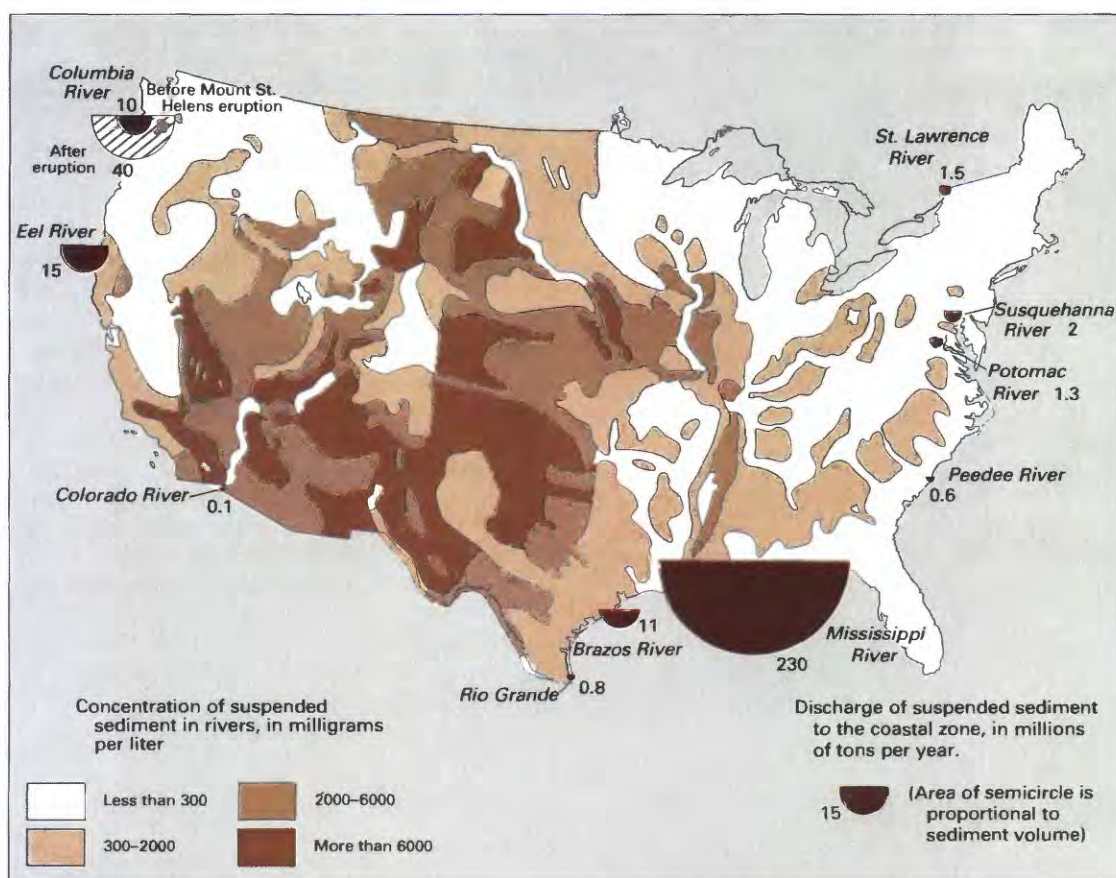 Columbia
River
10
Before Mount St.
Helens eruption
After
eruption
40
Eel River
15
St. Lawrence
River
1.5
Susquehanna
River 2
Potomac
River 1.3
Peedee River
0.6
Colorado River
0.1
11
Brazos River
Mississippi
River
230
Rio Grande
0.8
Concentration of suspended
sediment in rivers, in milligrams
per liter
Less than 300
2000–6000
300–2000
More than 6000
Discharge of suspended sediment
to the coastal zone, in millions
of tons per year.
15
(Area of semicircle is
proportional to
sediment volume)